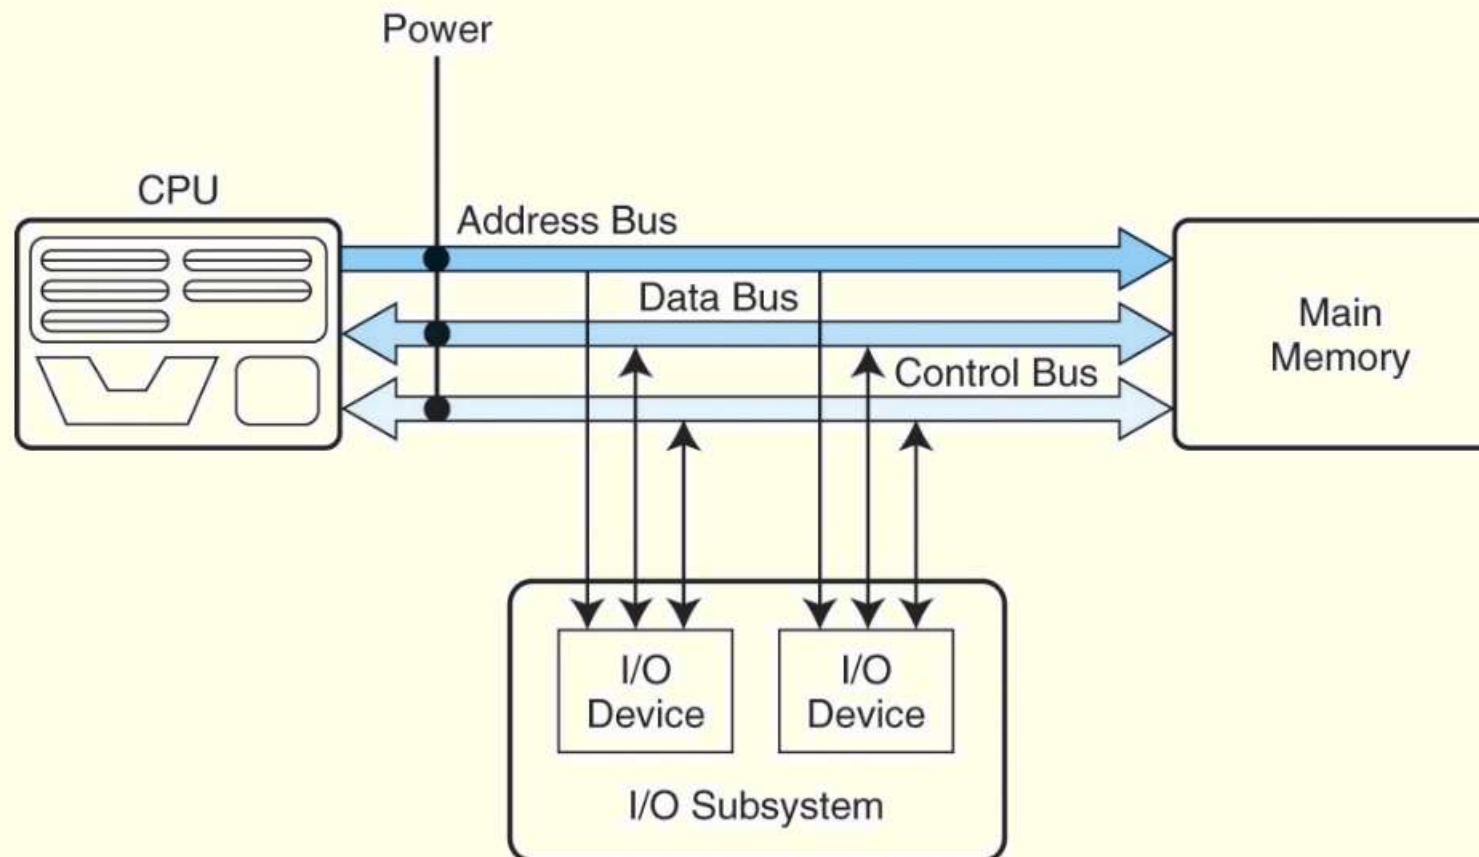 Power
CPU
Address Bus
Data Bus
Control Bus
Main
Memory
I/O
Device
I/O
Device
I/O Subsystem